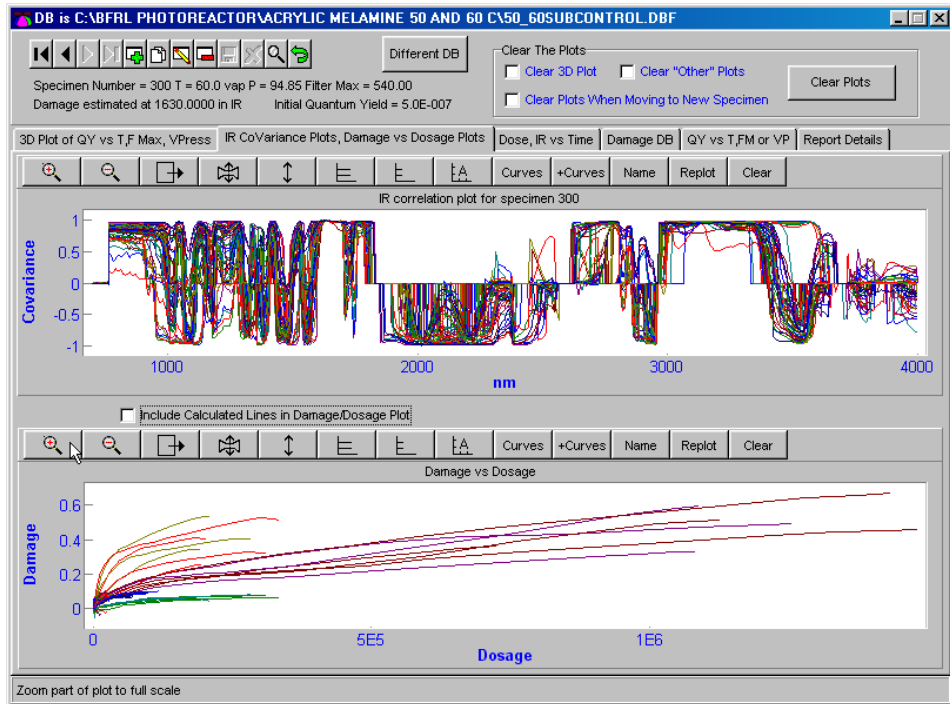 DB is C:\BFRL PHOTOREACTOR\ACRYLIC MELAMINE 50 AND 60 C\50_60SUBCONTROL.DBF
Different DB
Clear The Plots
Clear 3D Plot
Clear "Other" Plots
Clear Plots When Moving to New Specimen
Clear Plots
Specimen Number = 300 T = 60.0 vap P = 94.85 Filter Max = 540.00
Damage estimated at 1630.0000 in IR Initial Quantum Yield = 5.0E-007
3D Plot of QY vs T,F Max, VPress
IR CoVariance Plots, Damage vs Dosage Plots
Dose, IR vs Time
Damage DB
QY vs T,FM or VP
Report Details
Curves
+Curves
Name
Replot
Clear
IR correlation plot for specimen 300
Covariance
1
0.5
0
-0.5
-1
1000
2000
3000
4000
nm
Include Calculated Lines in Damage/Dosage Plot
Curves
+Curves
Name
Replot
Clear
Damage vs Dosage
Damage
0.6
0.4
0.2
0
0
5E5
1E6
Dosage
Zoom part of plot to full scale